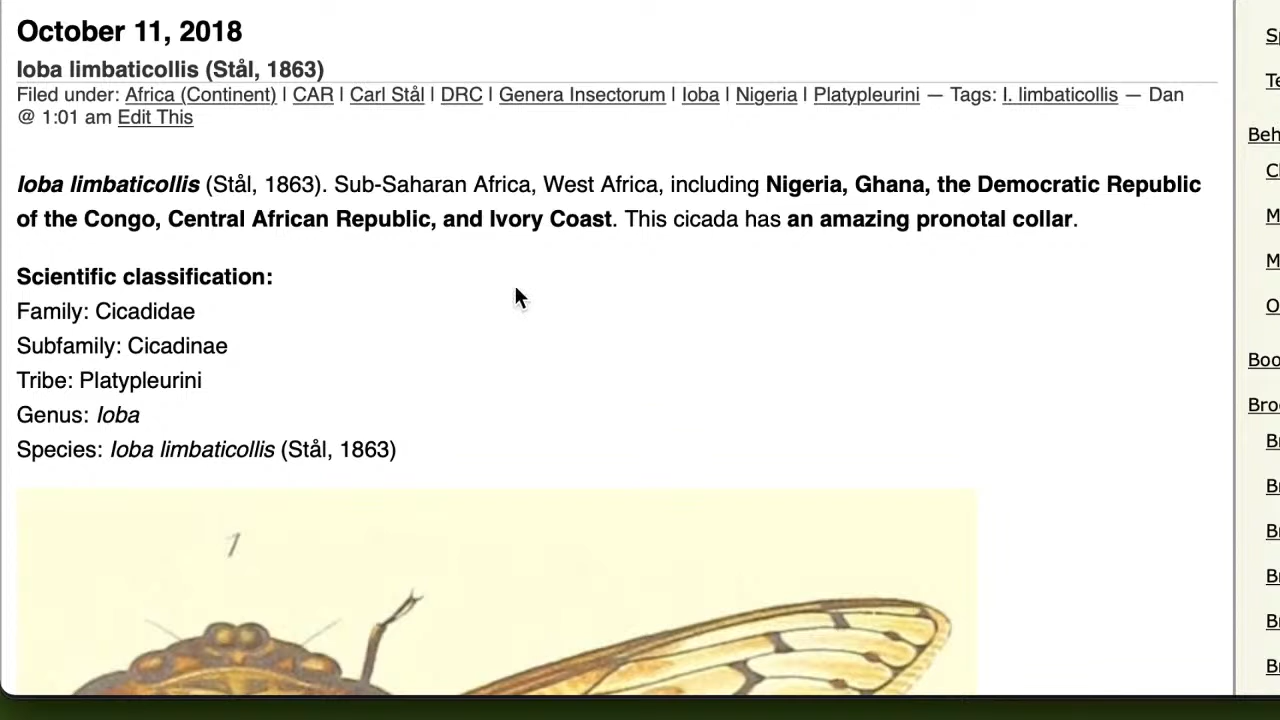 October 11, 2018
Ioba limbaticollis (Stål, 1863)
Filed under: Africa (Continent) | CAR | Carl Stål | DRC | Genera Insectorum | Ioba | Nigeria | Platypleurini — Tags: I. limbaticollis — Dan
@ 1:01 am Edit This
Ioba limbaticollis (Stål, 1863). Sub-Saharan Africa, West Africa, including Nigeria, Ghana, the Democratic Republic
of the Congo, Central African Republic, and Ivory Coast. This cicada has an amazing pronotal collar.
Scientific classification:
Family: Cicadidae
Subfamily: Cicadinae
Tribe: Platypleurini
Genus: Ioba
Species: Ioba limbaticollis (Stål, 1863)
1